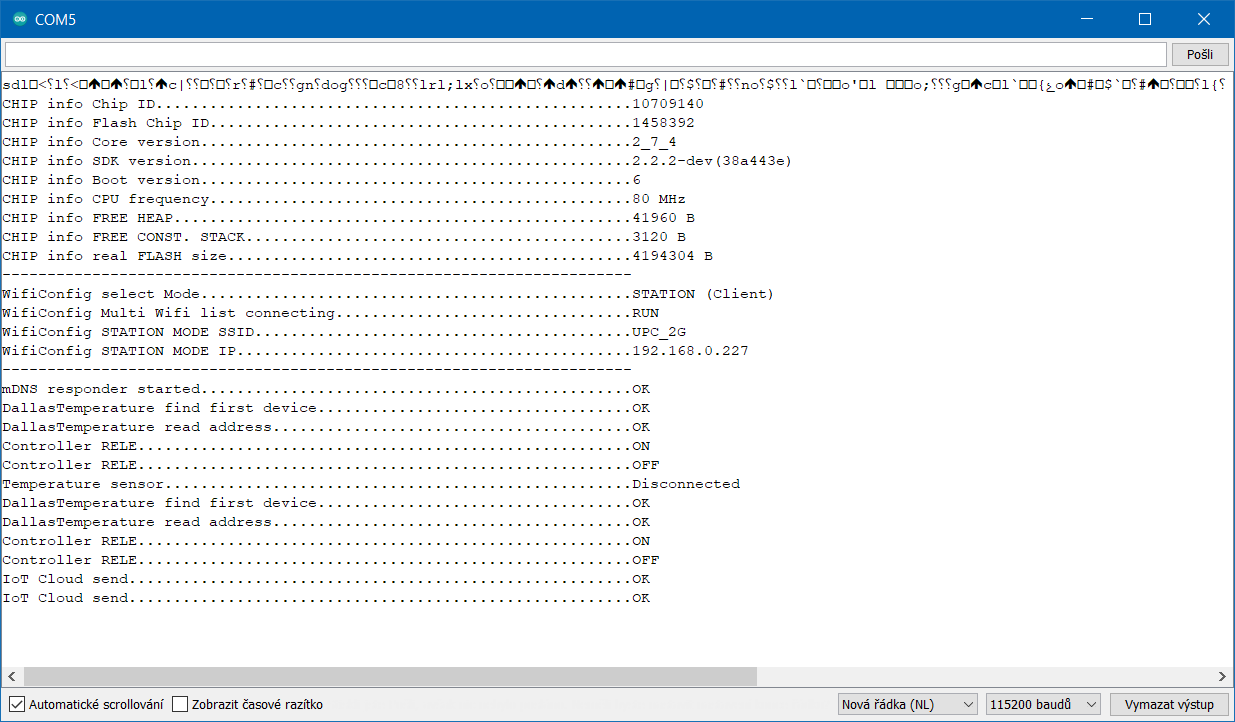 COM5
Pošli
CHIP info Chip ID.....................................................10709140
CHIP info Flash Chip ID...............................................1458392
CHIP info Core version................................................2_7_4
CHIP info SDK version.................................................2.2.2-dev(38a443e)
CHIP info Boot version................................................6
CHIP info CPU frequency...............................................80 MHz
CHIP info FREE HEAP...................................................41960 B
CHIP info FREE CONST. STACK...........................................3120 B
CHIP info real FLASH size.............................................4194304 B
----------------------------------------------------------------------
WifiConfig select Mode................................................STATION (Client)
WifiConfig Multi Wifi list connecting.................................RUN
WifiConfig STATION MODE SSID..........................................UPC_2G
WifiConfig STATION MODE IP............................................192.168.0.227
----------------------------------------------------------------------
mDNS responder started................................................OK
DallasTemperature find first device...................................OK
DallasTemperature read address........................................OK
Controller RELE.......................................................ON
Controller RELE.......................................................OFF
Temperature sensor....................................................Disconnected
DallasTemperature find first device...................................OK
DallasTemperature read address........................................OK
Controller RELE.......................................................ON
Controller RELE.......................................................OFF
IoT Cloud send........................................................OK
IoT Cloud send........................................................OK
Automatické scrollování
Zobrazit časové razítko
Nová řádka (NL)
115200 baudů
Vymazat výstup